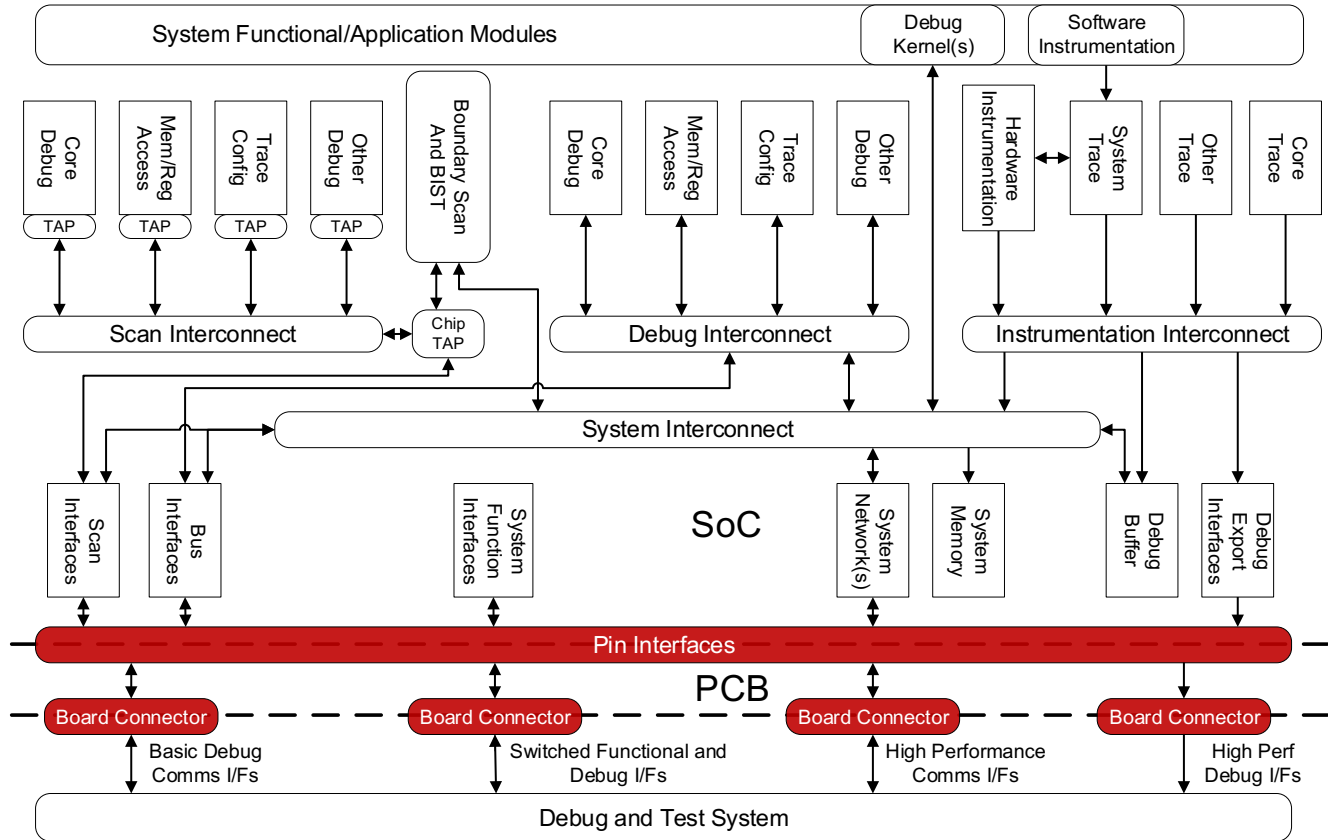 System Functional/Application Modules
Debug
Kernel(s)
Software
Instrumentation
Core
Debug
TAP
Mem/Reg
Access
TAP
Trace
Config
TAP
Other
Debug
TAP
Boundary Scan
And BIST
Core
Debug
Mem/Reg
Access
Trace
Config
Other
Debug
Hardware
Instrumentation
System
Trace
Other
Trace
Core
Trace
Scan Interconnect
Chip
TAP
Debug Interconnect
Instrumentation Interconnect
System Interconnect
Scan
Interfaces
Bus
Interfaces
System
Function
Interfaces
SoC
System
Network(s)
System
Memory
Debug
Buffer
Debug
Export
Interfaces
Pin Interfaces
PCB
Board Connector
Board Connector
Board Connector
Board Connector
Basic Debug
Comms I/Fs
Switched Functional and
Debug I/Fs
High Performance
Comms I/Fs
High Perf
Debug I/Fs
Debug and Test System